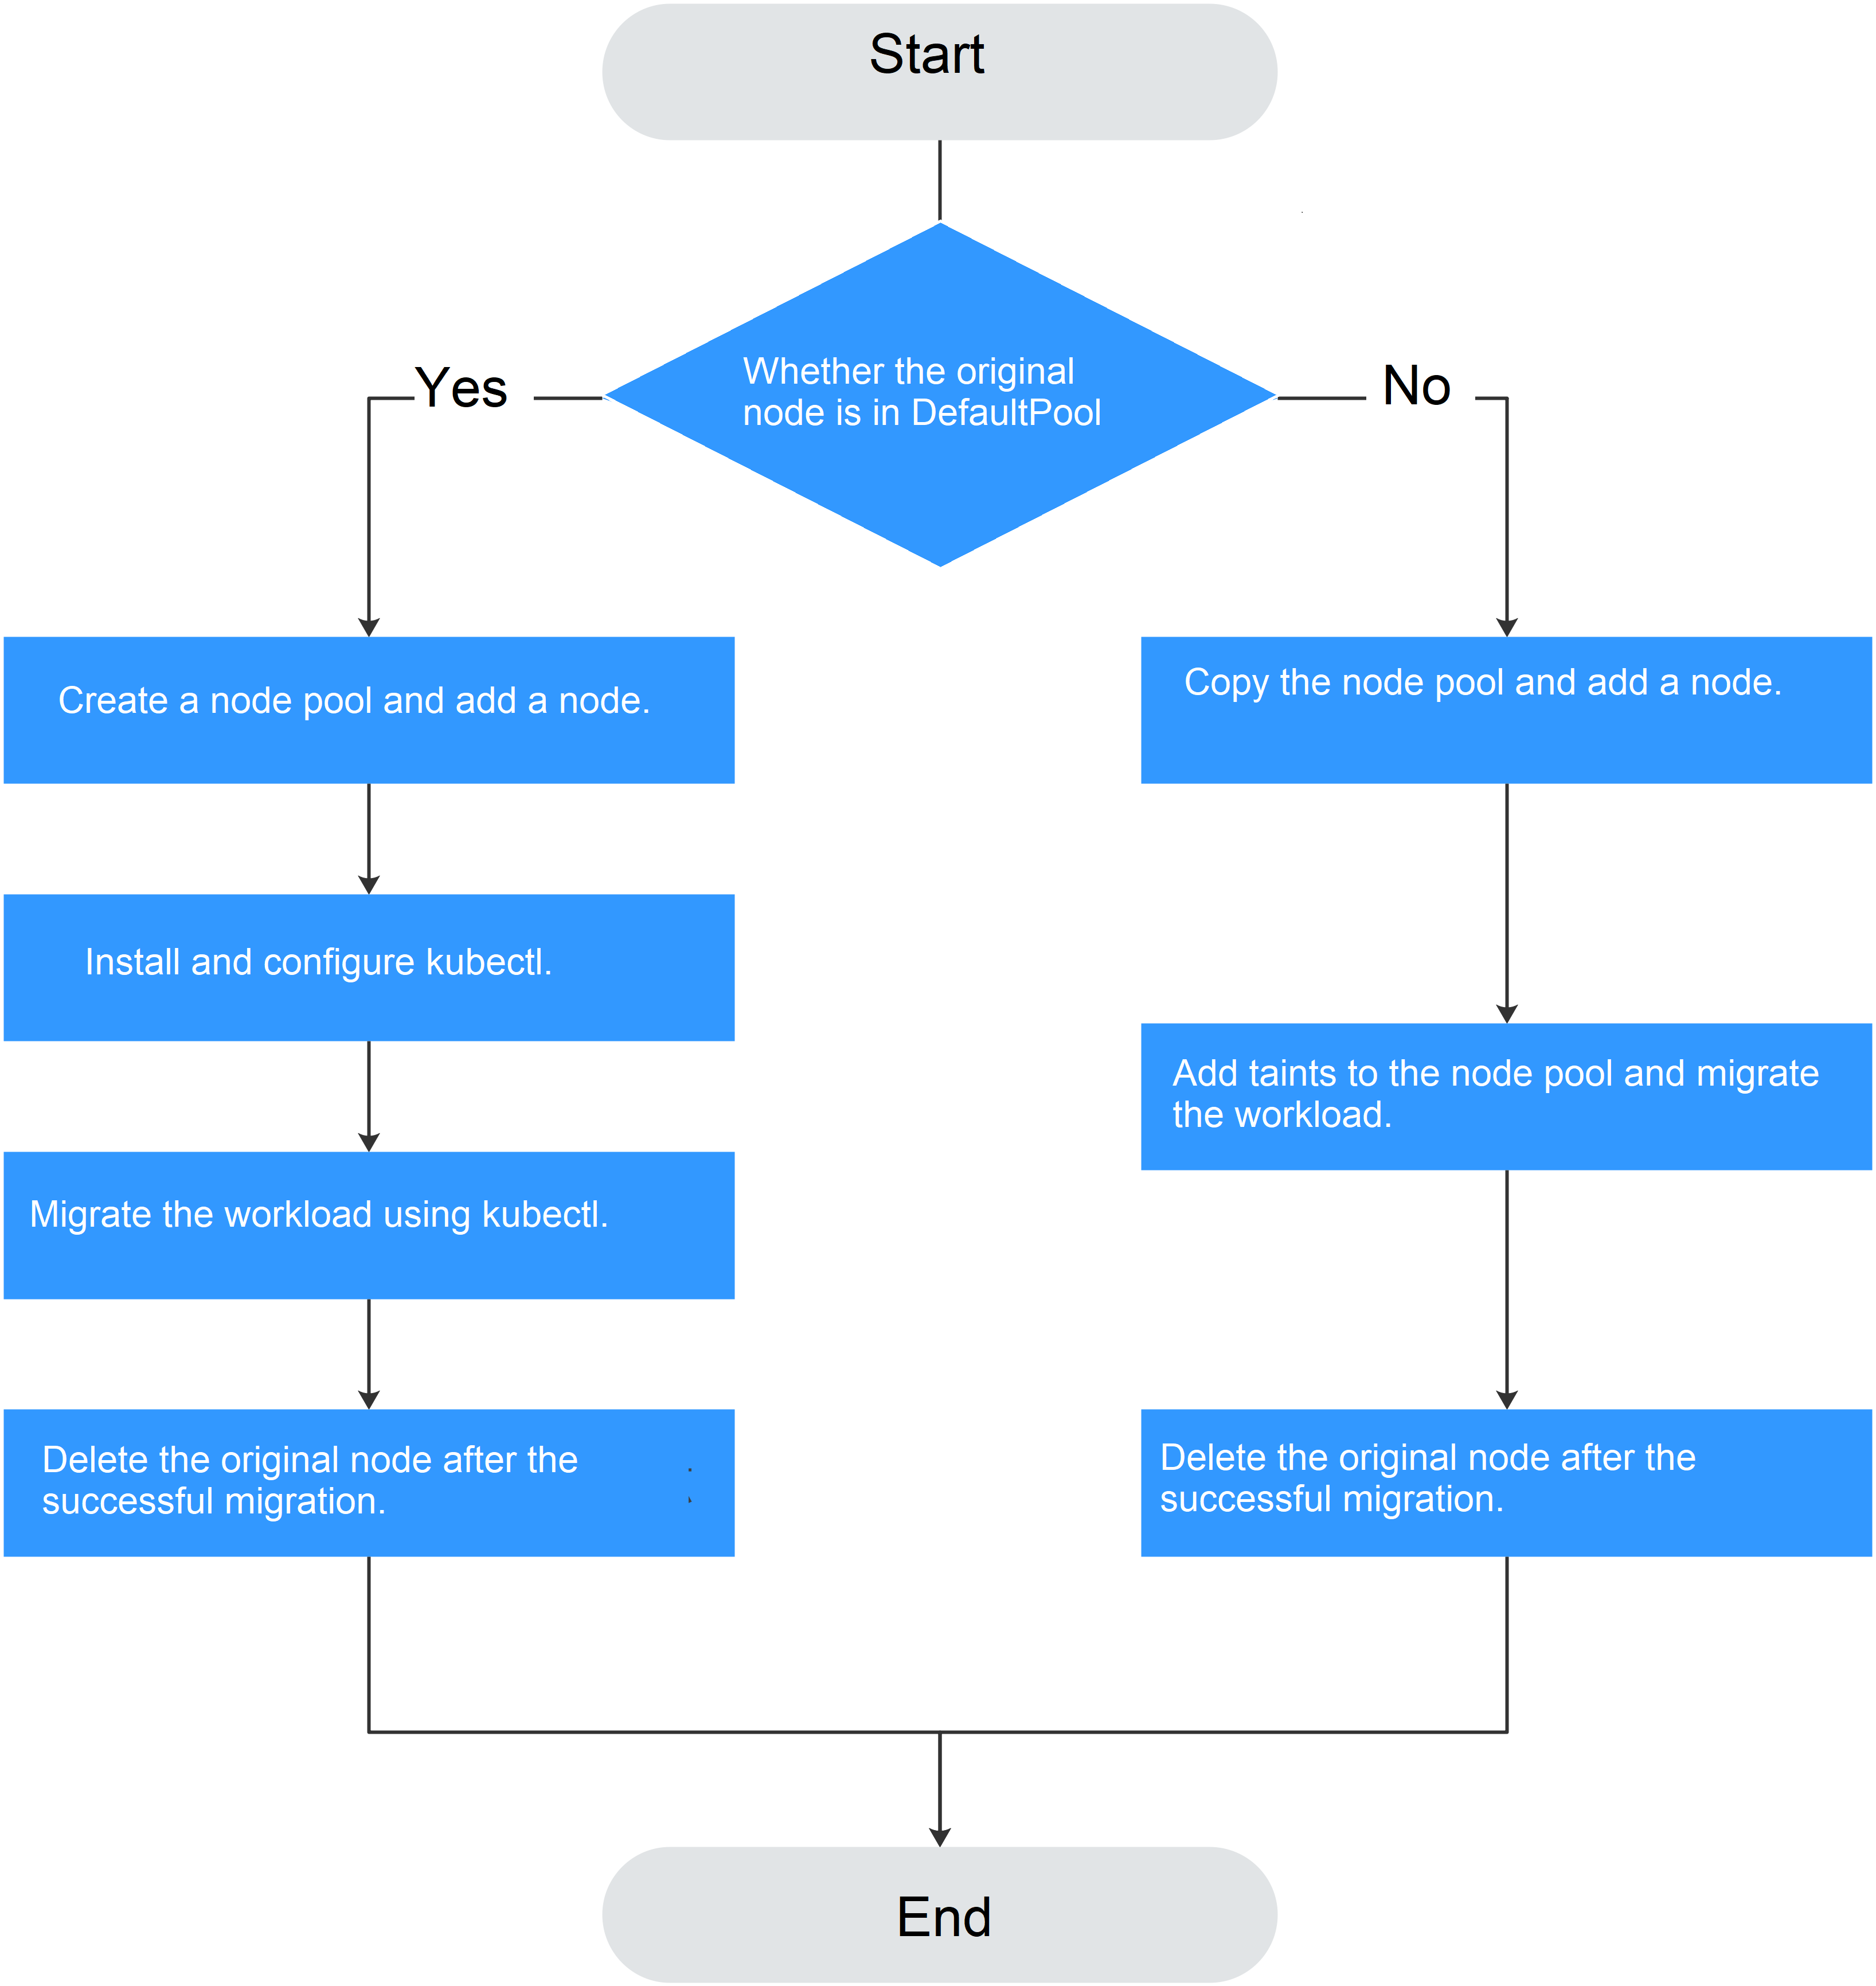 Start
Whether the original
node is in DefaultPool
Yes
No
Create a node pool and add a node.
Copy the node pool and add a node.
Install and configure kubectl.
Add taints to the node pool and migrate
the workload.
Migrate the workload using kubectl.
Delete the original node after the
successful migration.
Delete the original node after the
successful migration.
End